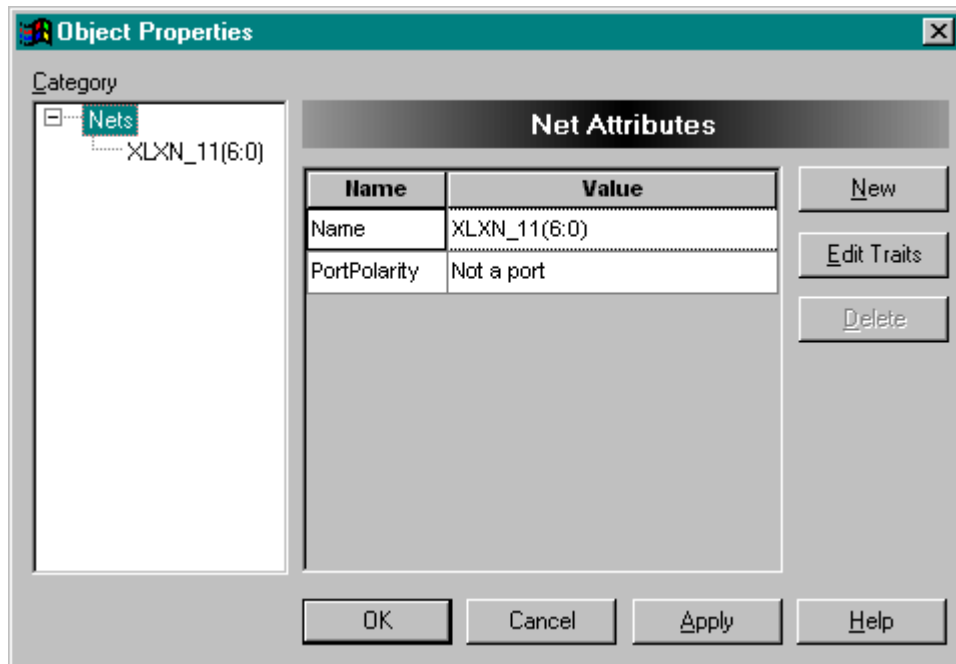 Object Properties
Category
Nets
XLXN_11(6:0)
Net Attributes
Name Value
Name XLXN_11(6:0)
PortPolarity Not a port
New
Edit Traits
Delete
OK Cancel Apply Help